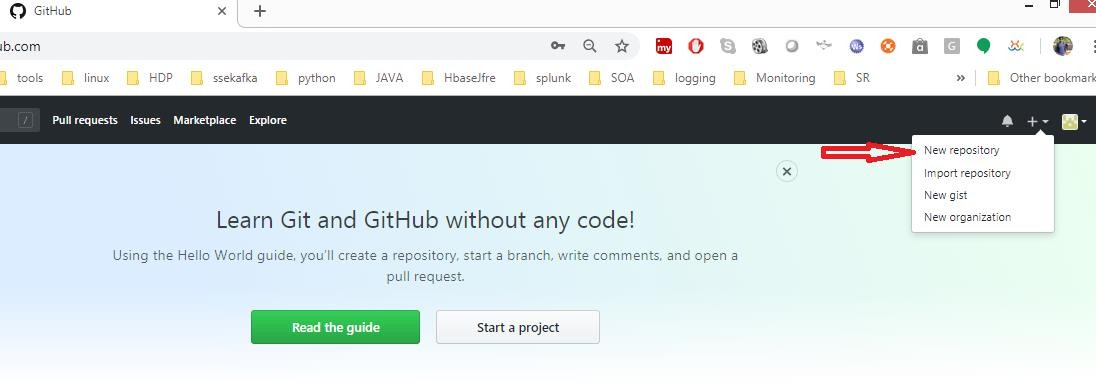 GitHub
ub.com
tools linux HDP ssekafka python JAVA HbaseJfre splunk SOA logging Monitoring SR » Other bookmark
/ Pull requests Issues Marketplace Explore
New repository
Import repository
New gist
New organization
Learn Git and GitHub without any code!
Using the Hello World guide, you’ll create a repository, start a branch, write comments, and open a
pull request.
Read the guide Start a project